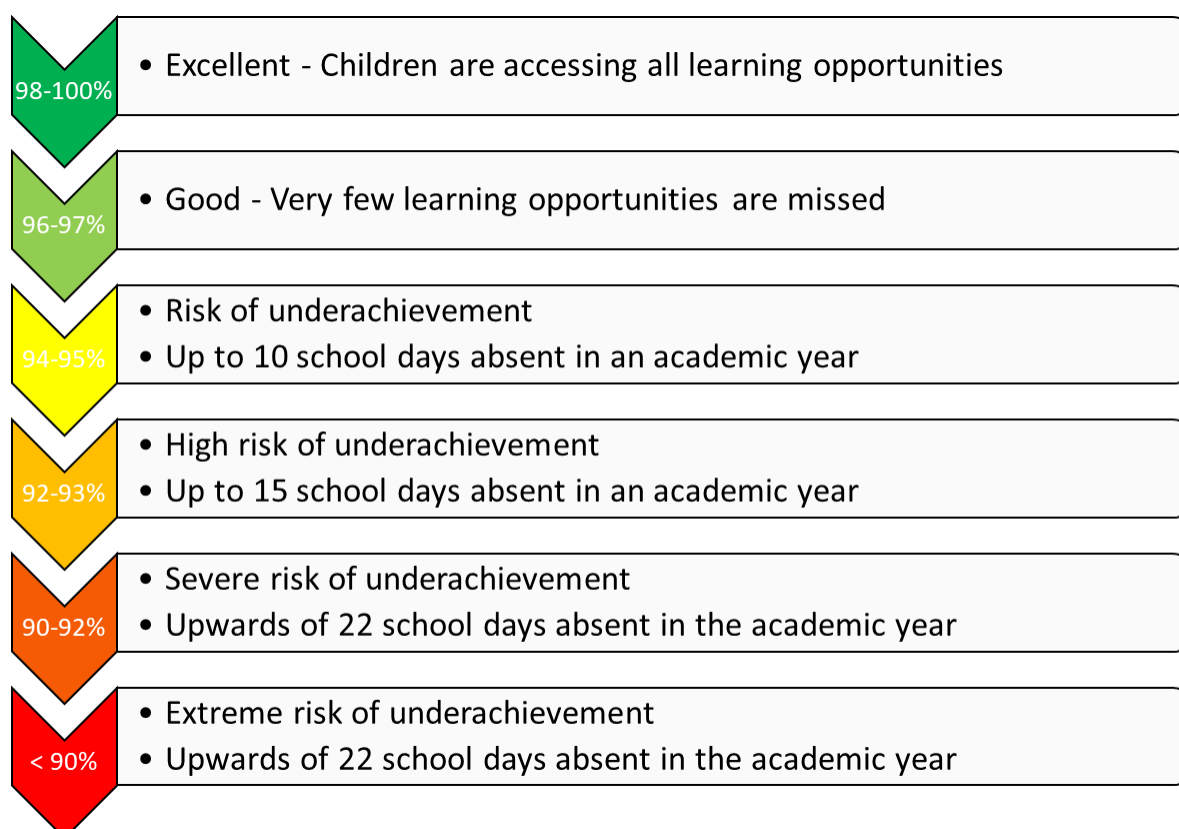 98-100%
• Excellent - Children are accessing all learning opportunities
96-97%
• Good - Very few learning opportunities are missed
94-95%
• Risk of underachievement
• Up to 10 school days absent in an academic year
92-93%
• High risk of underachievement
• Up to 15 school days absent in an academic year
90-92%
• Severe risk of underachievement
• Upwards of 22 school days absent in the academic year
< 90%
• Extreme risk of underachievement
• Upwards of 22 school days absent in the academic year